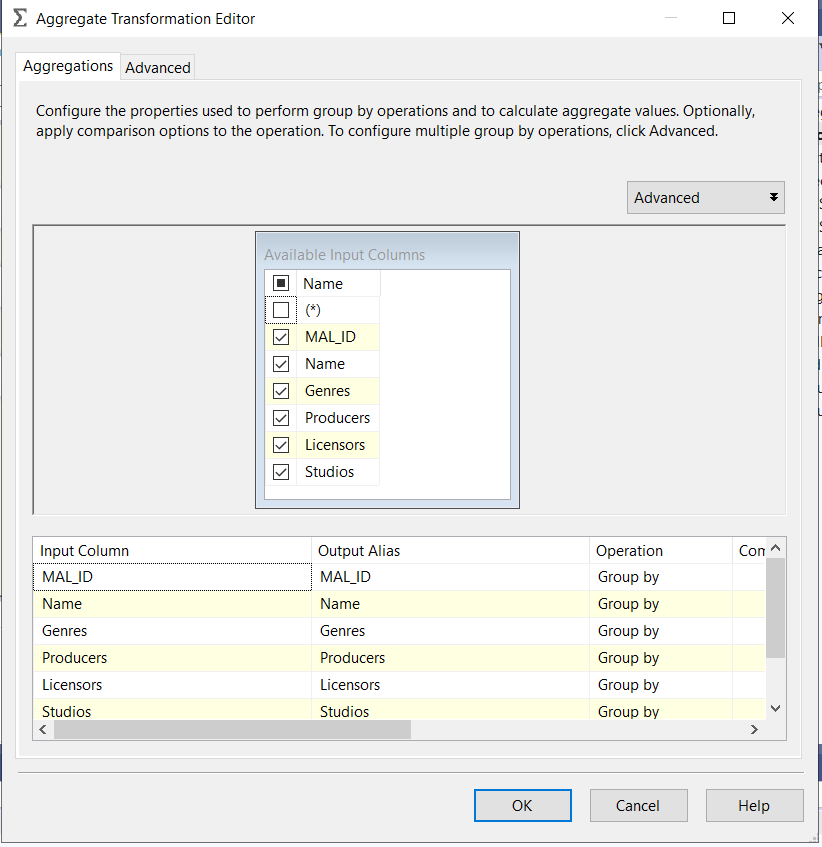 Aggregate Transformation Editor
Aggregations
Advanced
Configure the properties used to perform group by operations and to calculate aggregate values. Optionally,
apply comparison options to the operation. To configure multiple group by operations, click Advanced.
Advanced
Available Input Columns
Name
(*)
MAL_ID
Name
Genres
Producers
Licensors
Studios
Input Column Output Alias Operation Com
MAL_ID MAL_ID Group by
Name Name Group by
Genres Genres Group by
Producers Producers Group by
Licensors Licensors Group by
Studios Studios Group by
OK Cancel Help